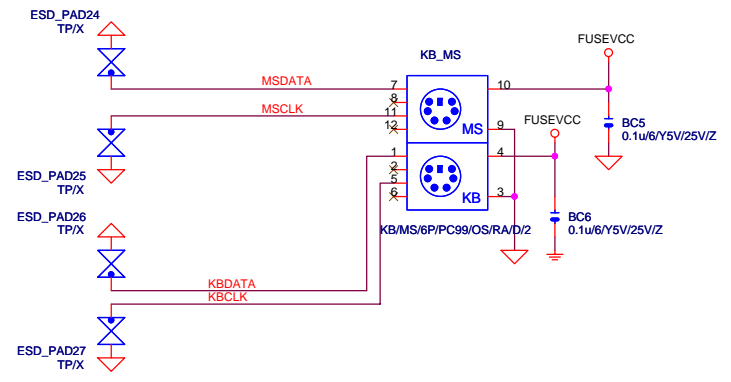 ESD_PAD24
TP/X
FUSEVCC
KB_MS
MSDATA
7
10
8
MSCLK
11
FUSEVCC
BC5
0.1u/6/Y5V/25V/Z
12
MS
9
1
4
2
ESD_PAD25
TP/X
5
6
KB
3
ESD_PAD26
TP/X
BC6
0.1u/6/Y5V/25V/Z
KB/MS/6P/PC99/OS/RA/D/2
KBDATA
KBCLK
ESD_PAD27
TP/X